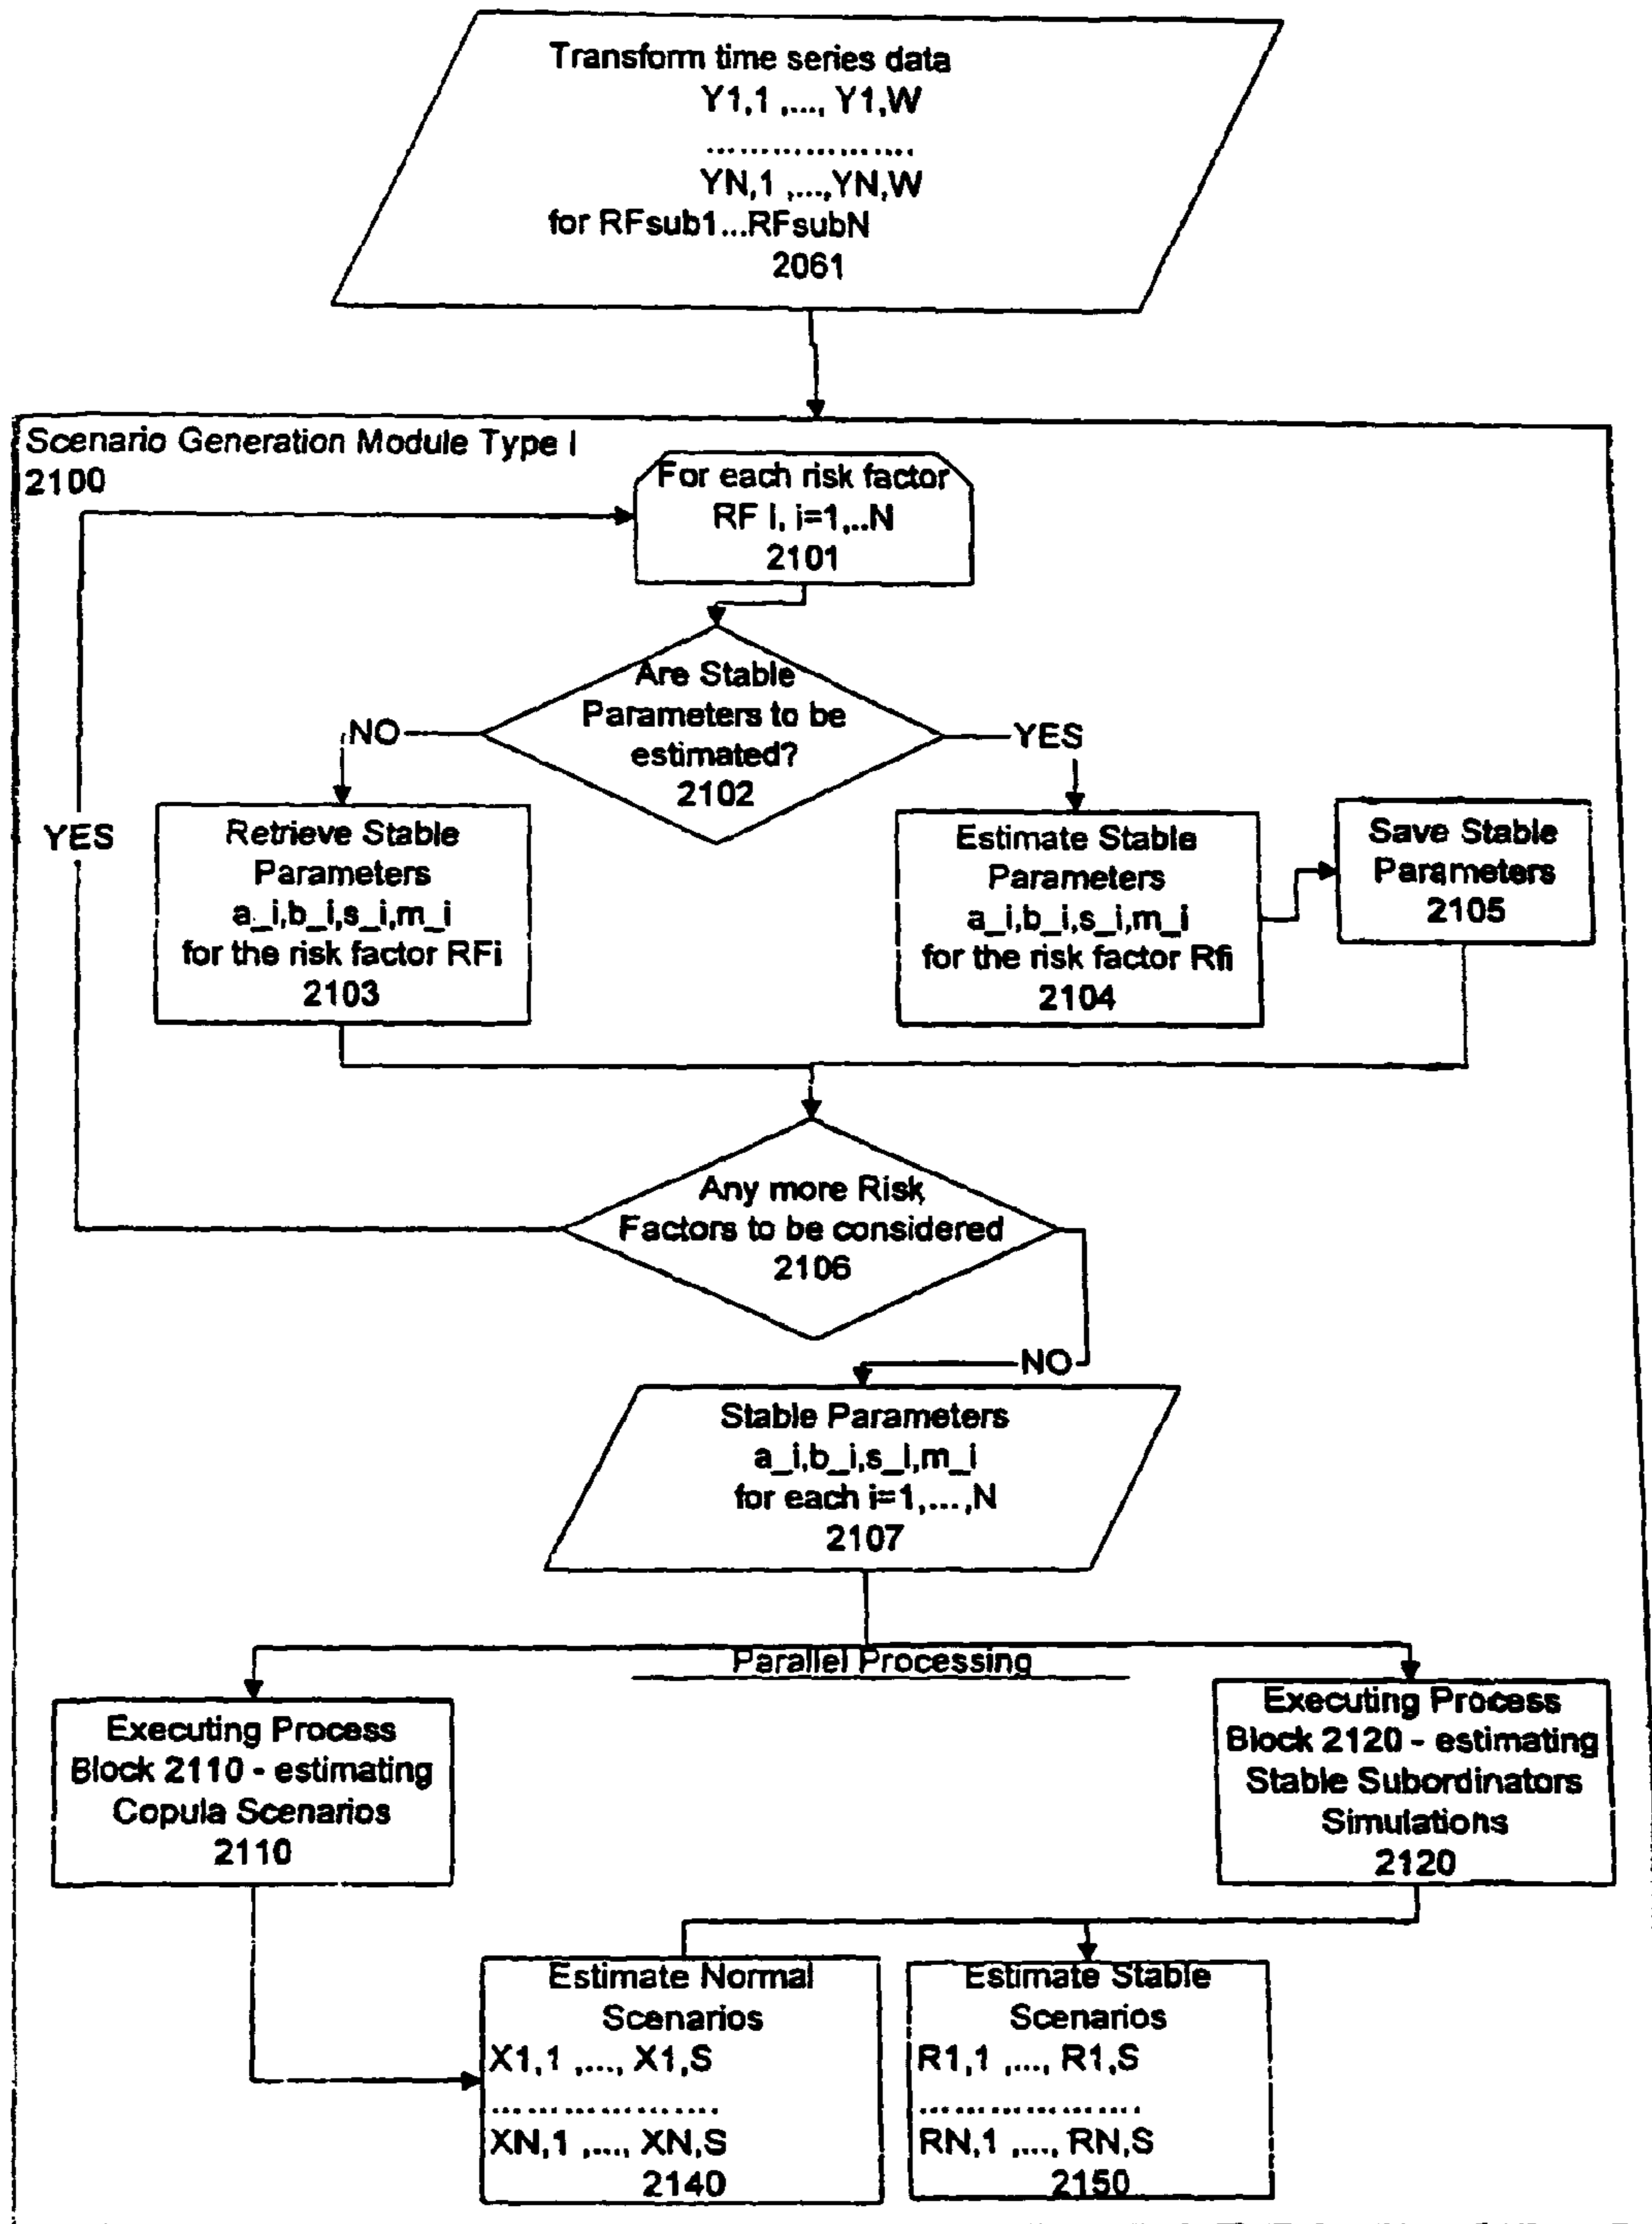 Transform time series data
Y1,1 ,..., Y1,W
..................
YN,1 ,...,YN,W
for RFsub1...RFsubN
2061
Scenario Generation Module Type I
2100
For each risk factor
RF I, i=1,..N
2101
Are Stable
Parameters to be
estimated?
2102
NO
YES
YES
Retrieve Stable
Parameters
a_i,b_i,s_i,m_i
for the risk factor RFi
2103
Estimate Stable
Parameters
a_i,b_i,s_i,m_i
for the risk factor Rfi
2104
Save Stable
Parameters
2105
Any more Risk
Factors to be considered
2106
NO
Stable Parameters
a_i,b_i,s_i,m_i
for each i=1,...,N
2107
Parallel Processing
Executing Process
Block 2110 - estimating
Copula Scenarios
2110
Executing Process
Block 2120 - estimating
Stable Subordinators
Simulations
2120
Estimate Normal
Scenarios
X1,1 ,..., X1,S
....................
XN,1 ,..., XN,S
2140
Estimate Stable
Scenarios
R1,1 ,..., R1,S
...................
RN,1 ,..., RN,S
2150